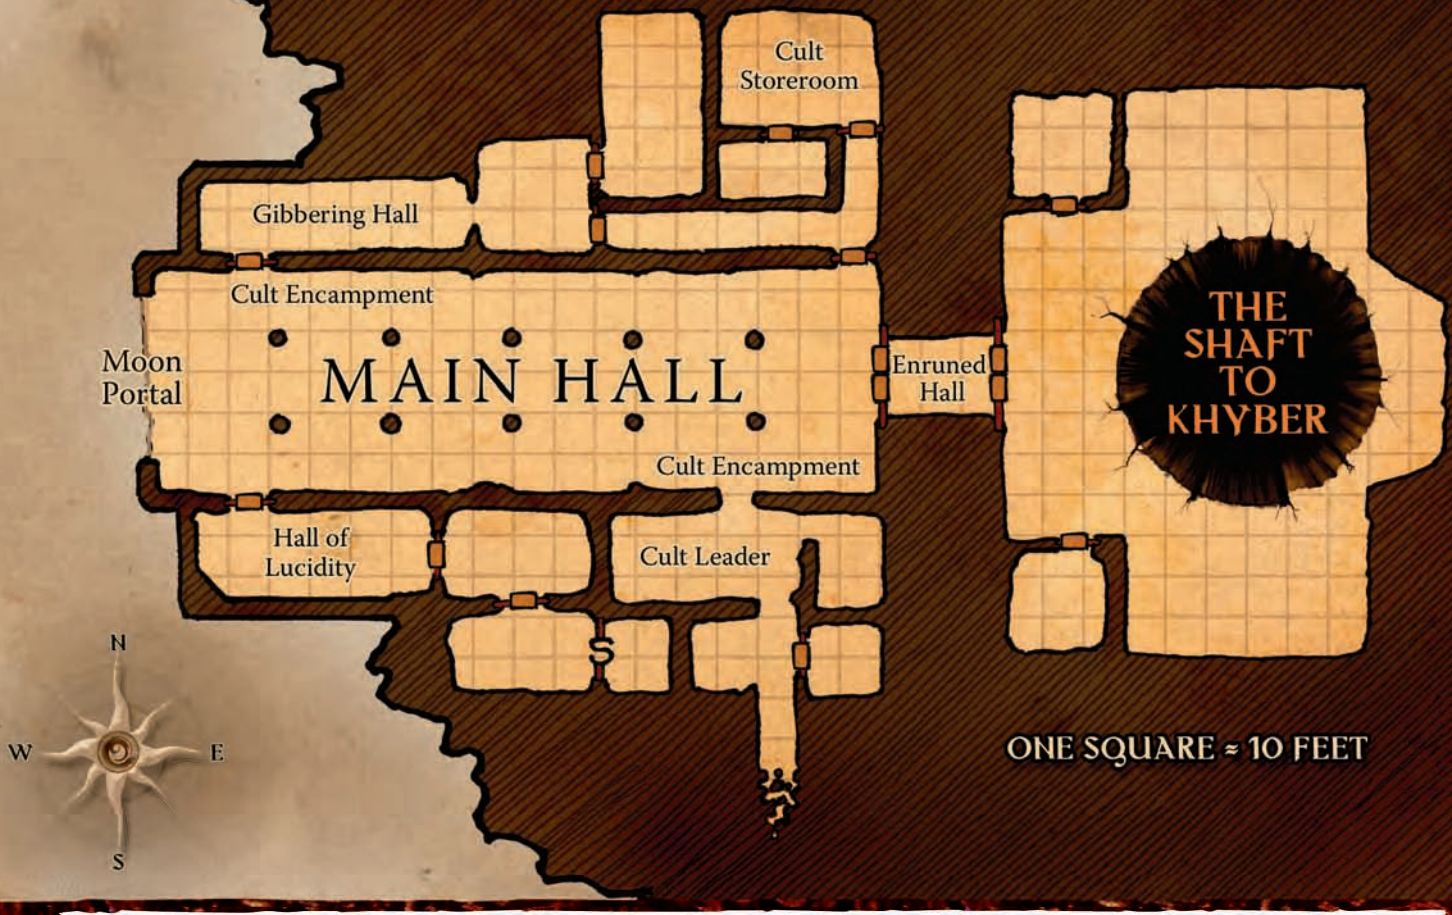 Cult
Storeroom
Gibbering Hall
Cult Encampment
Moon
Portal
MAIN HALL
Enruned
Hall
THE
SHAFT
TO
KHYBER
Cult Encampment
Hall of
Lucidity
Cult Leader
S
N
W
E
S
ONE SQUARE = 10 FEET